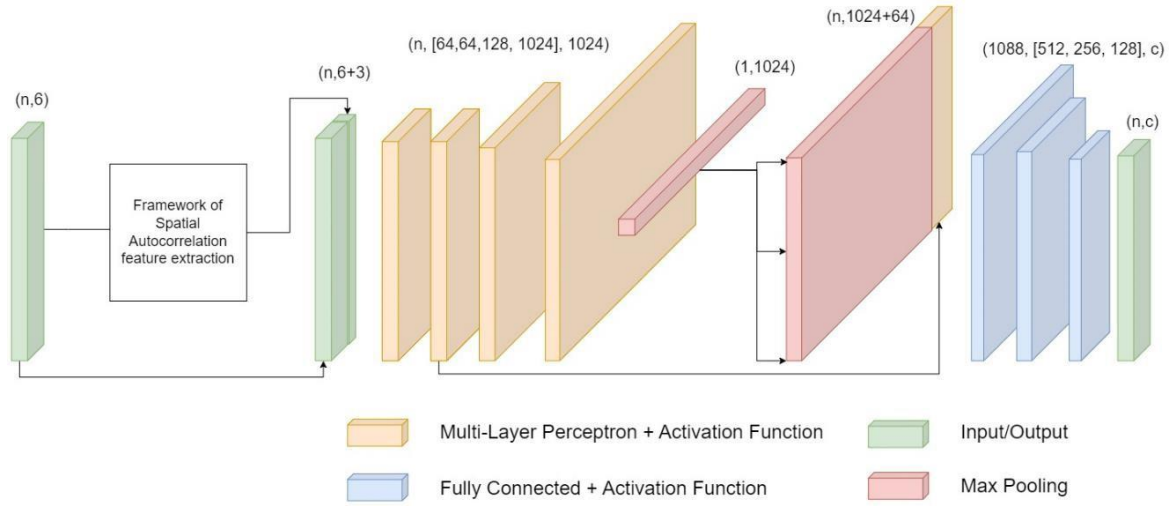 (n,6)
(n,6+3)
(n, [64,64,128, 1024], 1024)
(1,1024)
(n,1024+64)
(1088, [512, 256, 128], c)
(n,c)
Framework of
Spatial
Autocorrelation
feature extraction
Multi-Layer Perceptron + Activation Function
Input/Output
Fully Connected + Activation Function
Max Pooling